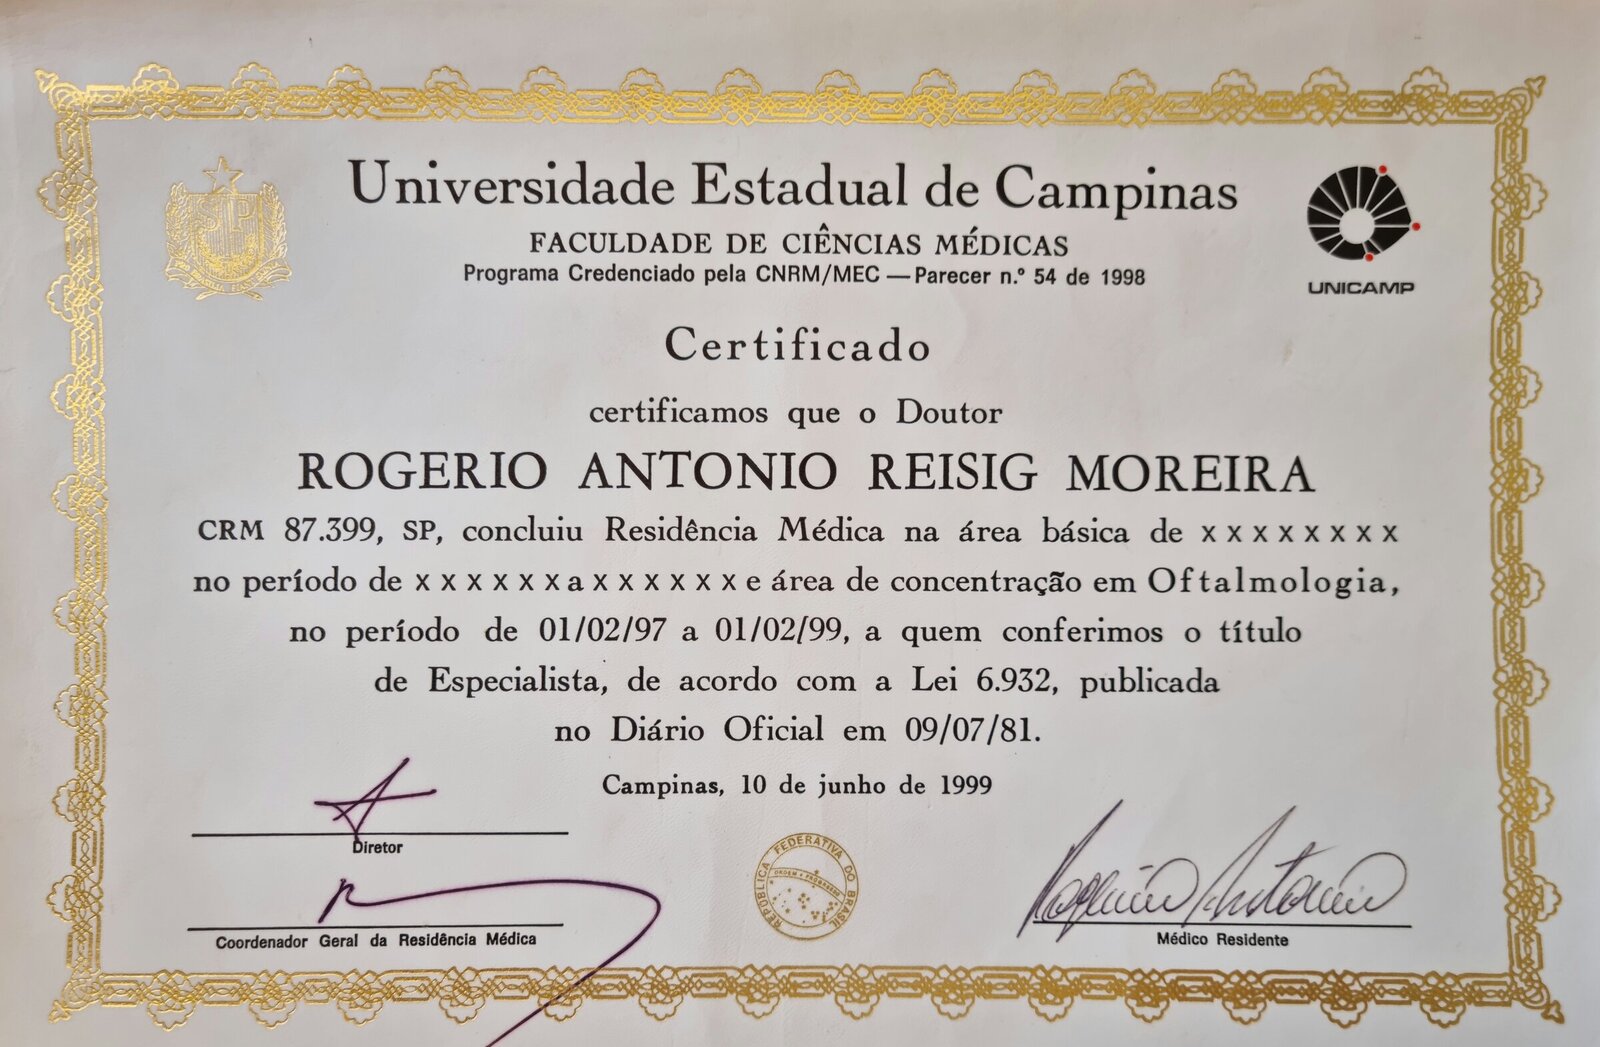 Universidade Estadual de Campinas
FACULDADE DE CIÊNCIAS MÉDICAS
Programa Credenciado pela CNRM/MEC — Parecer n.º 54 de 1998
SP
UNICAMP
Certificado
certificamos que o Doutor
ROGERIO ANTONIO REISIG MOREIRA
CRM 87.399, SP, concluiu Residência Médica na área básica de x x x x x x x x
no período de x x x x x x a x x x x x x e área de concentração em Oftalmologia,
no período de 01/02/97 a 01/02/99, a quem conferimos o título
de Especialista, de acordo com a Lei 6.932, publicada
no Diário Oficial em 09/07/81.
Campinas, 10 de junho de 1999
Diretor
REPÚBLICA FEDERATIVA DO BRASIL
ORDEM E PROGRESSO
Rogério Antonio
Coordenador Geral da Residência Médica
Médico Residente